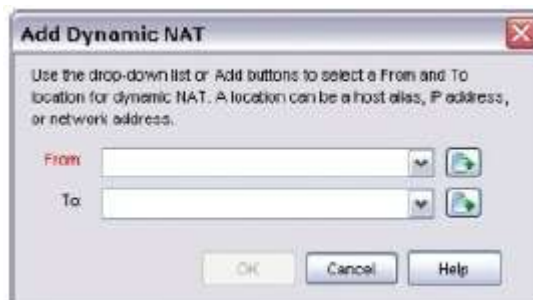 Add Dynamic NAT
Use the drop-down list or Add buttons to select a From and To
location for dynamic NAT. A location can be a host alias, IP address,
or network address.
From
To
OK
Cancel
Help